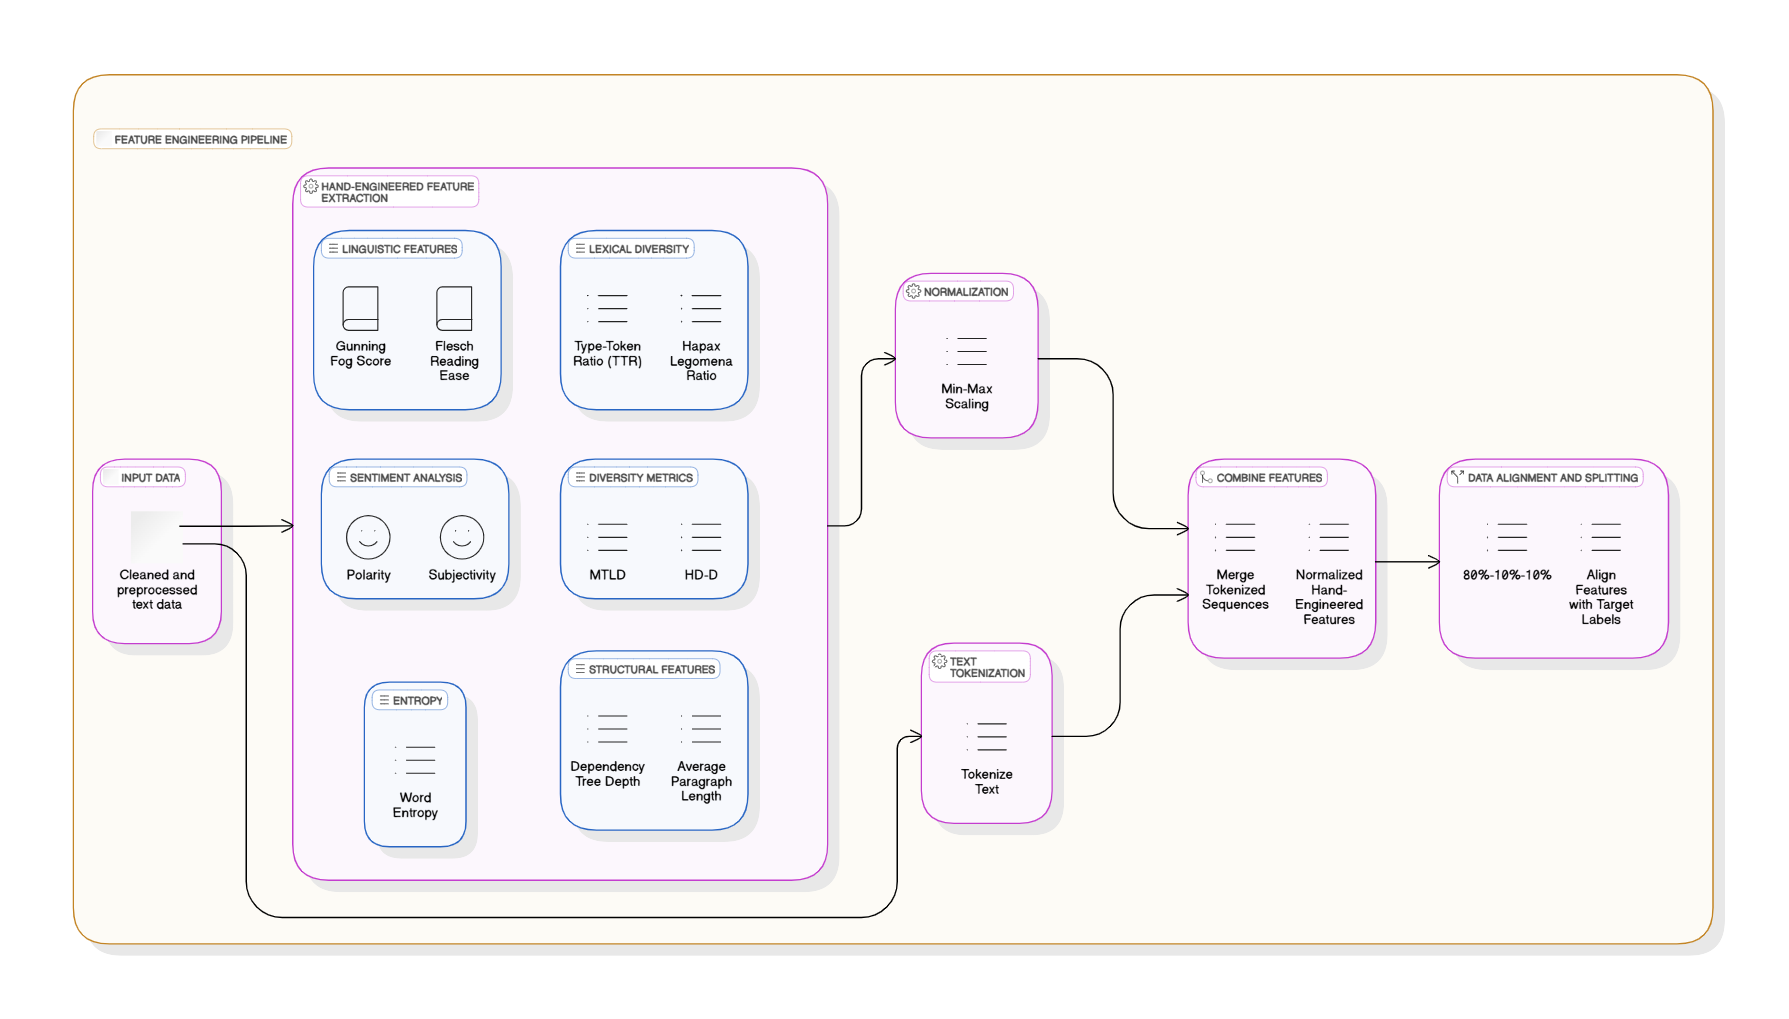 FEATURE ENGINEERING PIPELINE
HAND-ENGINEERED FEATURE
EXTRACTION
LINGUISTIC FEATURES
Gunning
Fog Score
Flesch
Reading
Ease
LEXICAL DIVERSITY
Type-Token
Ratio (TTR)
Hapax
Legomena
Ratio
INPUT DATA
Cleaned and
preprocessed
text data
SENTIMENT ANALYSIS
Polarity
Subjectivity
DIVERSITY METRICS
MTLD
HD-D
ENTROPY
Word
Entropy
STRUCTURAL FEATURES
Dependency
Tree Depth
Average
Paragraph
Length
NORMALIZATION
Min-Max
Scaling
TEXT
TOKENIZATION
Tokenize
Text
COMBINE FEATURES
Merge
Tokenized
Sequences
Normalized
Hand-
Engineered
Features
DATA ALIGNMENT AND SPLITTING
80%-10%-10%
Align
Features
with Target
Labels